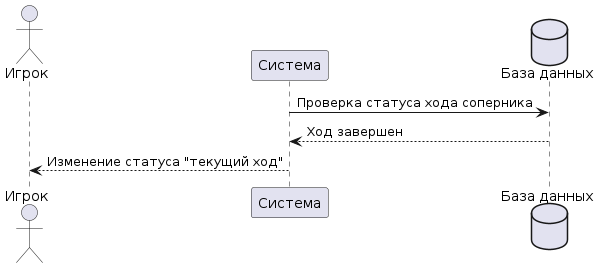 Игрок
Система
База данных
Проверка статуса хода соперника
Ход завершен
Изменение статуса "текущий ход"
Игрок
Система
База данных